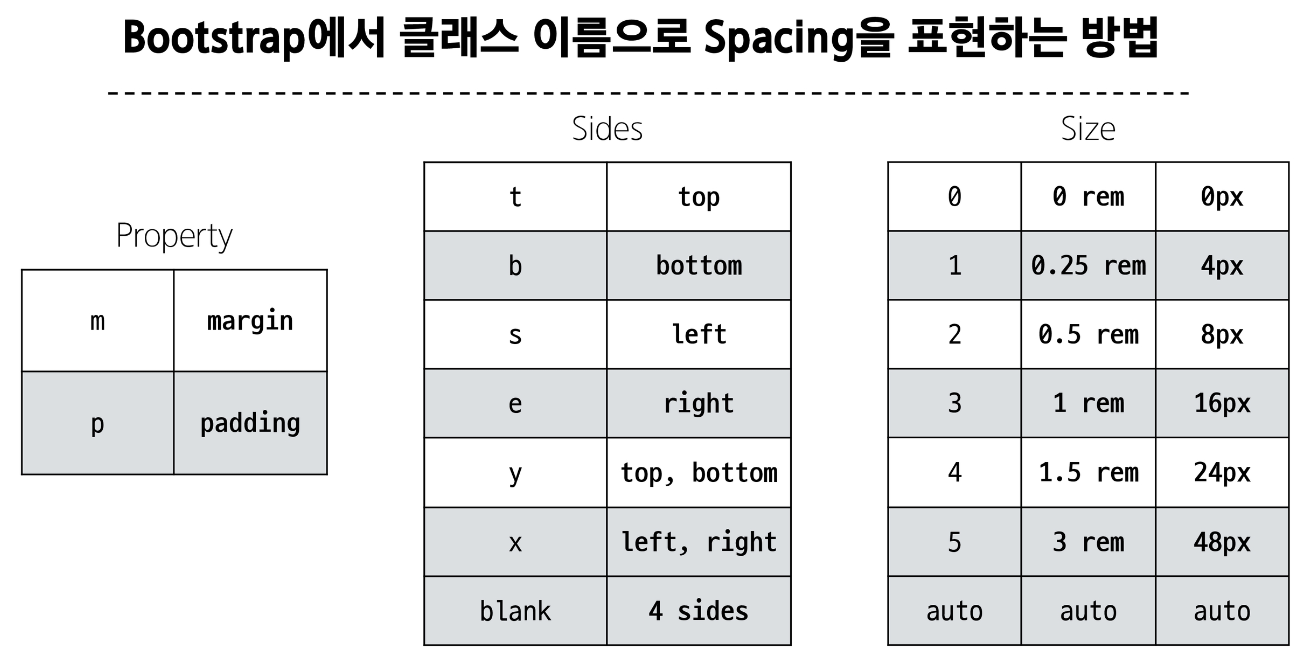 Bootstrap에서 클래스 이름으로 Spacing을 표현하는 방법
Property
m margin
p padding
Sides
t top
b bottom
s left
e right
y top, bottom
x left, right
blank 4 sides
Size
0 0 rem 0px
1 0.25 rem 4px
2 0.5 rem 8px
3 1 rem 16px
4 1.5 rem 24px
5 3 rem 48px
auto auto auto